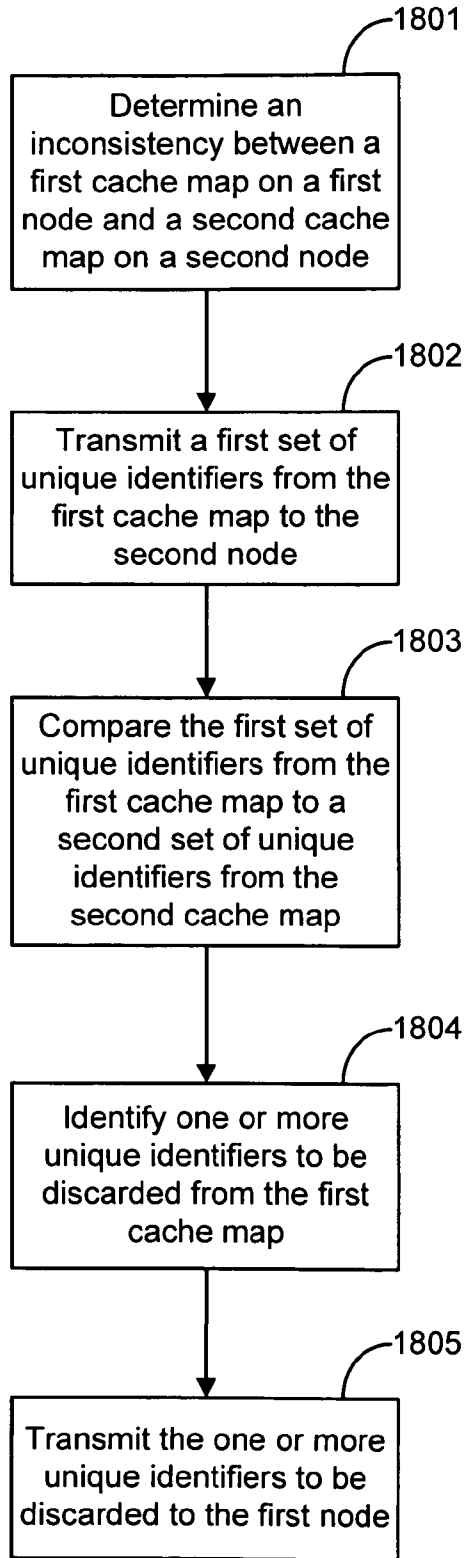 1801
Determine an
inconsistency between a
first cache map on a first
node and a second cache
map on a second node
1802
Transmit a first set of
unique identifiers from the
first cache map to the
second node
1803
Compare the first set of
unique identifiers from the
first cache map to a
second set of unique
identifiers from the
second cache map
1804
Identify one or more
unique identifiers to be
discarded from the first
cache map
1805
Transmit the one or more
unique identifiers to be
discarded to the first node